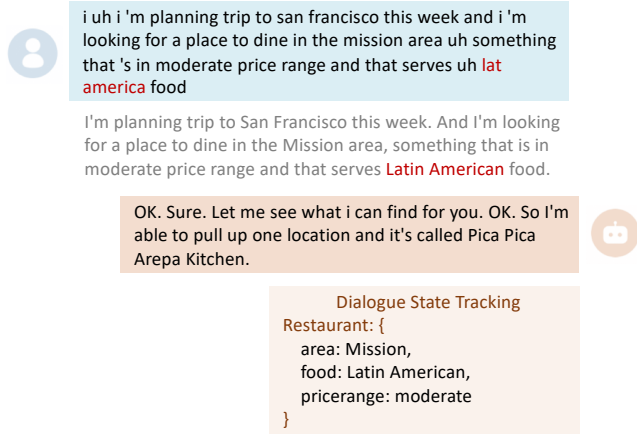 i uh i 'm planning trip to san francisco this week and i 'm
looking for a place to dine in the mission area uh something
that 's in moderate price range and that serves uh lat
america food
I'm planning trip to San Francisco this week. And I'm looking
for a place to dine in the Mission area, something that is in
moderate price range and that serves Latin American food.
OK. Sure. Let me see what i can find for you. OK. So I'm
able to pull up one location and it's called Pica Pica
Arepa Kitchen.
Dialogue State Tracking
Restaurant: {
area: Mission,
food: Latin American,
pricerange: moderate
}